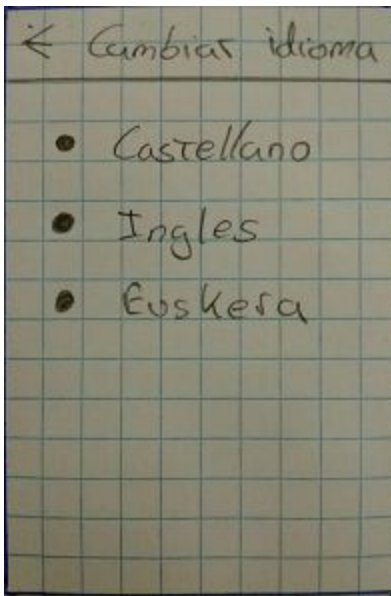 ← Cambiar idioma
• Castellano
• Ingles
• Euskera